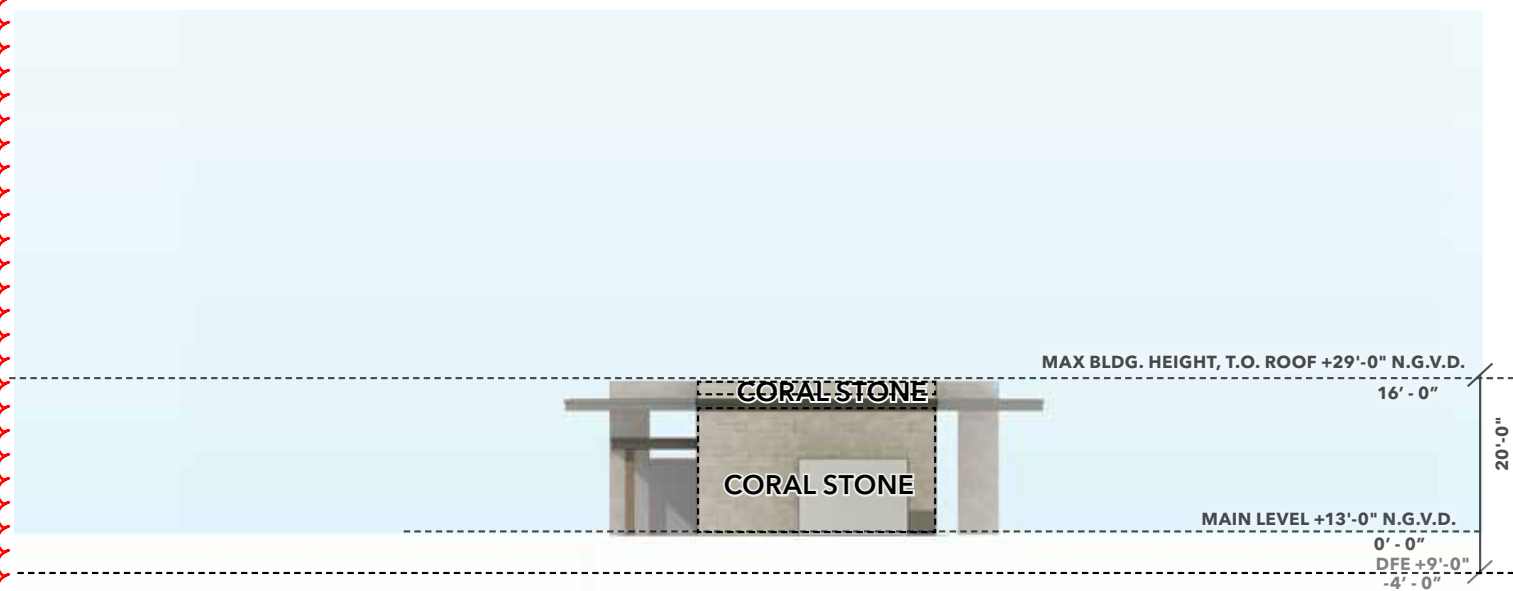 MAX BLDG. HEIGHT, T.O. ROOF +29'-0" N.G.V.D.
CORAL STONE
16' - 0"
20'-0"
CORAL STONE
MAIN LEVEL +13'-0" N.G.V.D.
0' - 0"
DFE +9'-0"
-4' - 0"